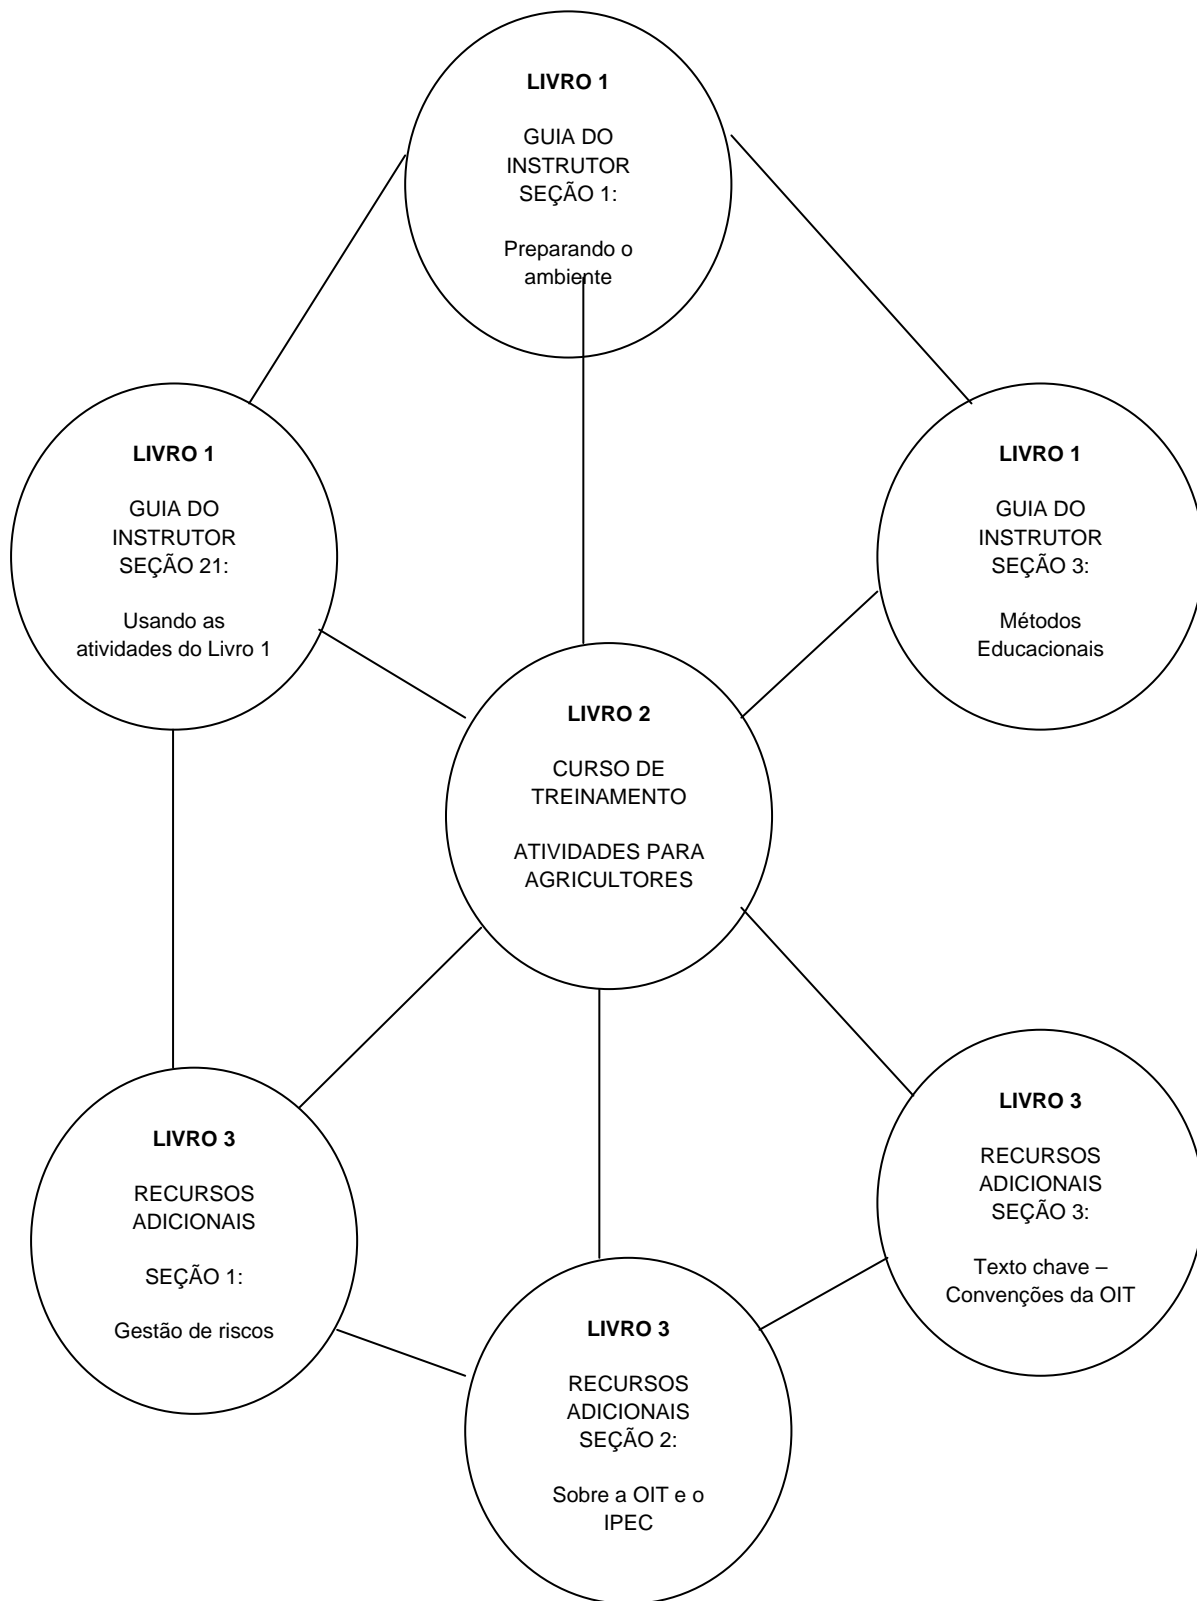 LIVRO 1
GUIA DO
INSTRUTOR
SEÇÃO 1:
Preparando o
ambiente
LIVRO 1
GUIA DO
INSTRUTOR
SEÇÃO 21:
Usando as
atividades do Livro 1
LIVRO 1
GUIA DO
INSTRUTOR
SEÇÃO 3:
Métodos
Educacionais
LIVRO 2
CURSO DE
TREINAMENTO
ATIVIDADES PARA
AGRICULTORES
LIVRO 3
RECURSOS
ADICIONAIS
SEÇÃO 1:
Gestão de riscos
LIVRO 3
RECURSOS
ADICIONAIS
SEÇÃO 2:
Sobre a OIT e o
IPEC
LIVRO 3
RECURSOS
ADICIONAIS
SEÇÃO 3:
Texto chave –
Convenções da OIT